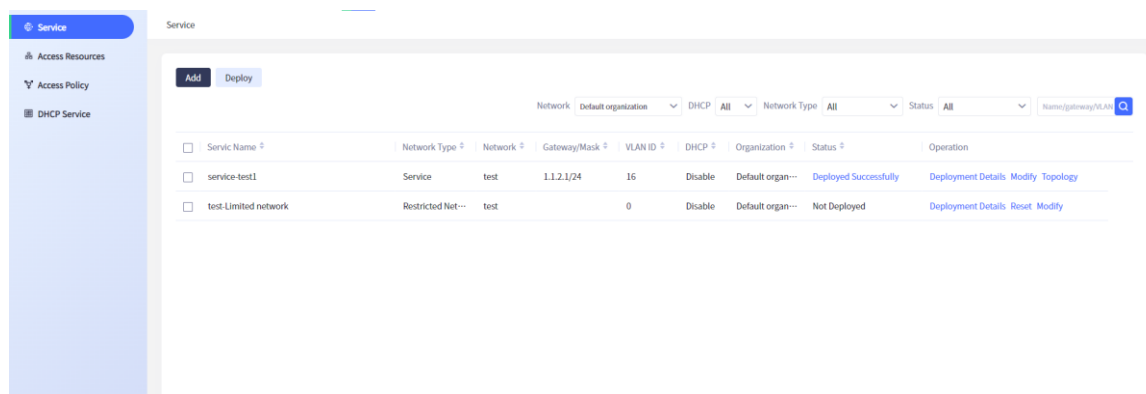 Service
Access Resources
Access Policy
DHCP Service
Service
Add Deploy
Network Default organization DHCP All Network Type All Status All Name/gateway/VLAN
Servic Name Network Type Network Gateway/Mask VLAN ID DHCP Organization Status Operation
service-test1 Service test 1.1.2.1/24 16 Disable Default organ··· Deployed Successfully Deployment Details Modify Topology
test-Limited network Restricted Net··· test 0 Disable Default organ··· Not Deployed Deployment Details Reset Modify